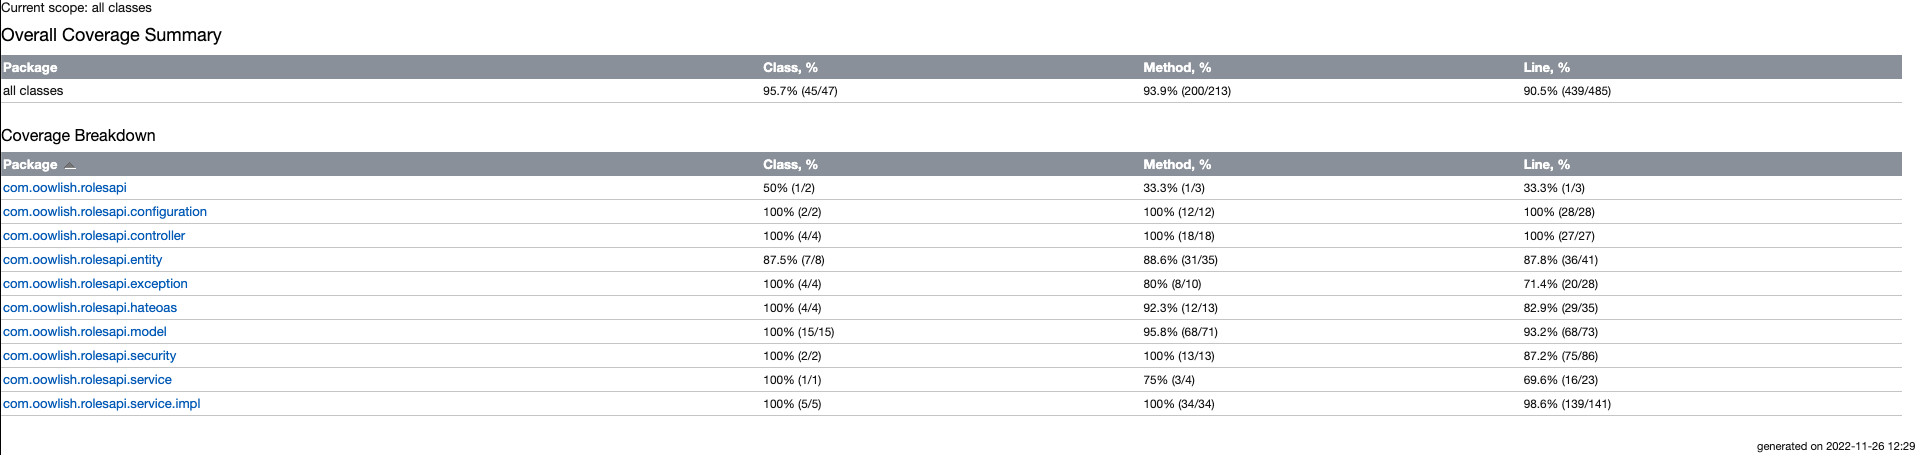 Current scope: all classes
Overall Coverage Summary
Package Class, % Method, % Line, %
all classes 95.7% (45/47) 93.9% (200/213) 90.5% (439/485)
Coverage Breakdown
Package Class, % Method, % Line, %
com.oowlish.rolesapi 50% (1/2) 33.3% (1/3) 33.3% (1/3)
com.oowlish.rolesapi.configuration 100% (2/2) 100% (12/12) 100% (28/28)
com.oowlish.rolesapi.controller 100% (4/4) 100% (18/18) 100% (27/27)
com.oowlish.rolesapi.entity 87.5% (7/8) 88.6% (31/35) 87.8% (36/41)
com.oowlish.rolesapi.exception 100% (4/4) 80% (8/10) 71.4% (20/28)
com.oowlish.rolesapi.hateoas 100% (4/4) 92.3% (12/13) 82.9% (29/35)
com.oowlish.rolesapi.model 100% (15/15) 95.8% (68/71) 93.2% (68/73)
com.oowlish.rolesapi.security 100% (2/2) 100% (13/13) 87.2% (75/86)
com.oowlish.rolesapi.service 100% (1/1) 75% (3/4) 69.6% (16/23)
com.oowlish.rolesapi.service.impl 100% (5/5) 100% (34/34) 98.6% (139/141)
generated on 2022-11-26 12:29